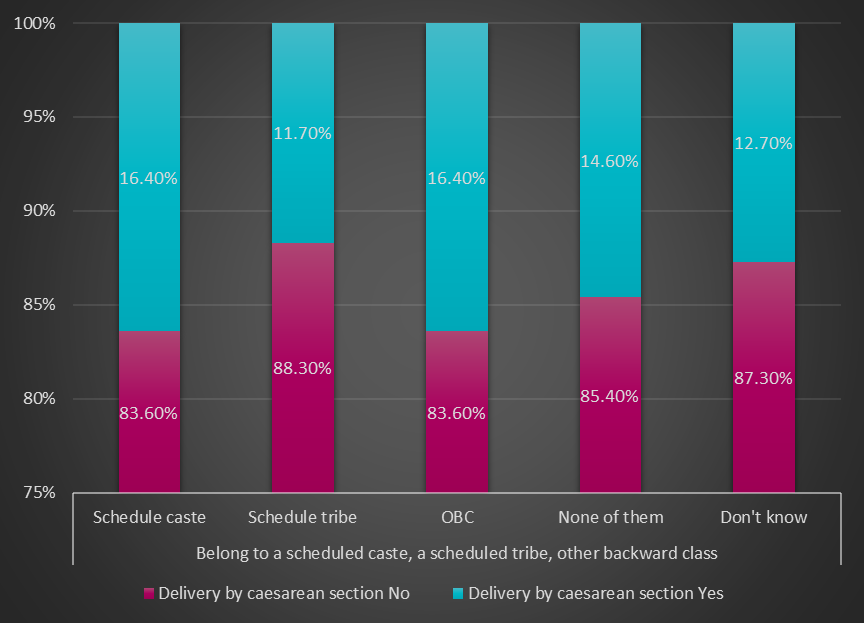 100%
95%
90%
85%
80%
75%
16.40%
11.70%
16.40%
14.60%
12.70%
83.60%
88.30%
83.60%
85.40%
87.30%
Schedule caste
Schedule tribe
OBC
None of them
Don't know
Belong to a scheduled caste, a scheduled tribe, other backward class
Delivery by caesarean section No
Delivery by caesarean section Yes